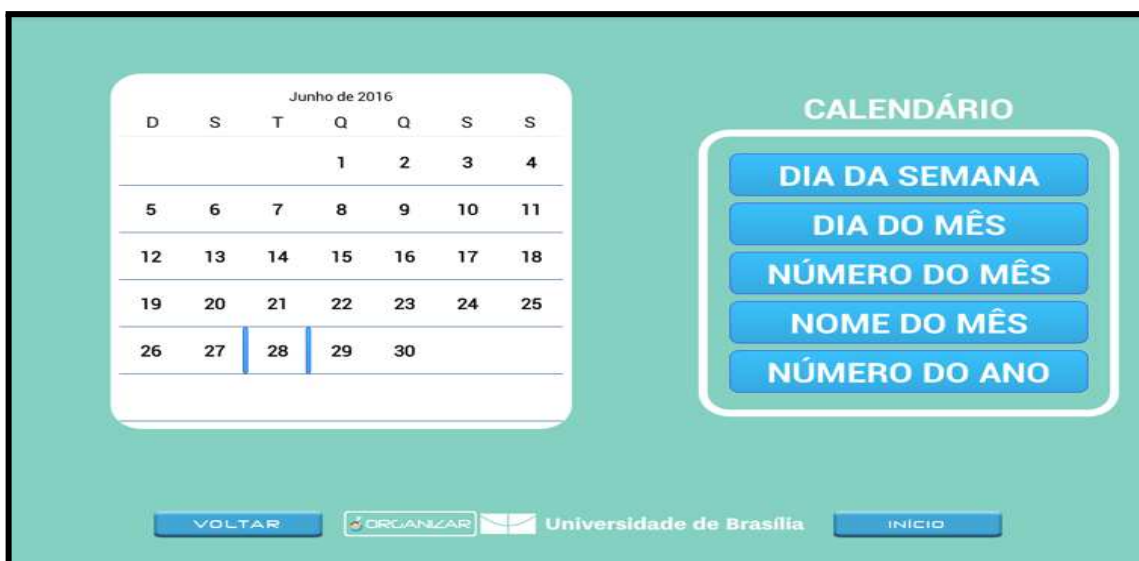 Junho de 2016
D S T Q Q S S
1 2 3 4
5 6 7 8 9 10 11
12 13 14 15 16 17 18
19 20 21 22 23 24 25
26 27 28 29 30
CALENDÁRIO
DIA DA SEMANA
DIA DO MÊS
NÚMERO DO MÊS
NOME DO MÊS
NÚMERO DO ANO
VOLTAR
ORGANIZAR
Universidade de Brasília
INÍCIO